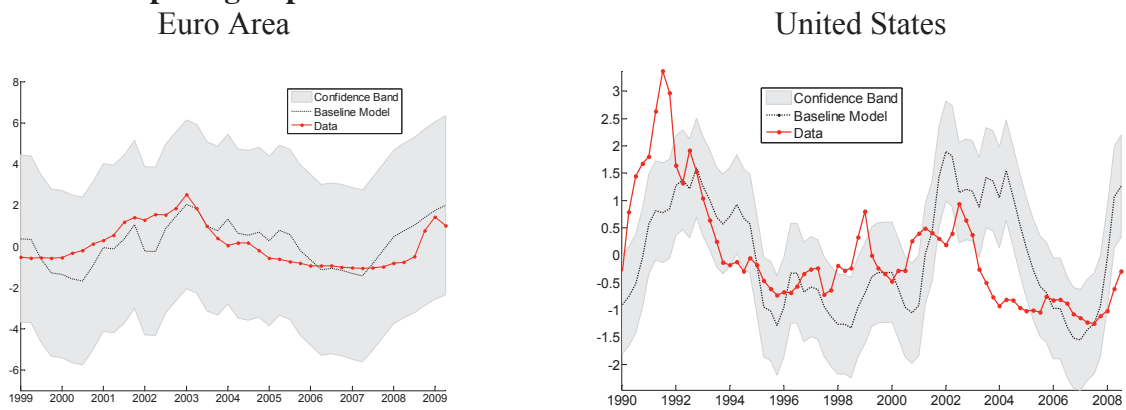 Euro Area
United States
8
6
4
2
0
-2
-4
-6
1999 2000 2001 2002 2003 2004 2005 2006 2007 2008 2009
Confidence Band
Baseline Model
Data
3
2.5
2
1.5
1
0.5
0
-0.5
-1
-1.5
-2
1990 1992 1994 1996 1998 2000 2002 2004 2006 2008
Confidence Band
Baseline Model
Data